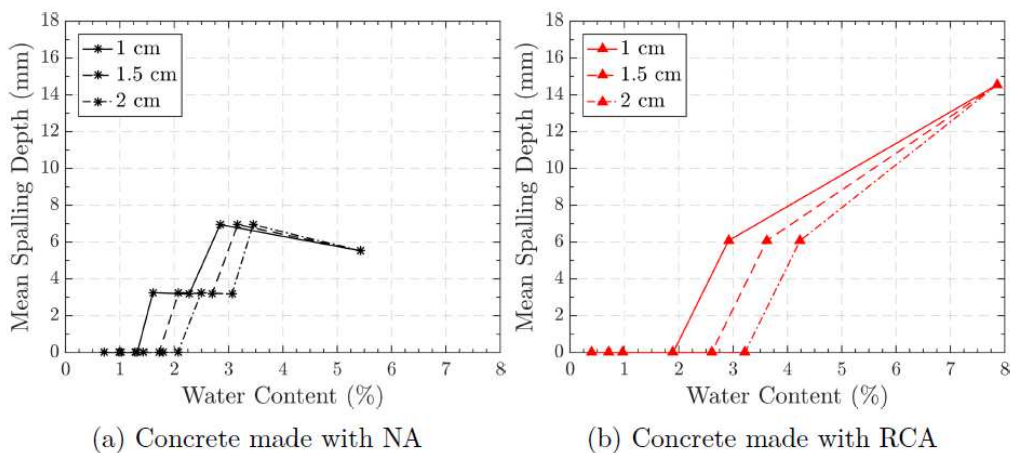 18
16
14
12
10
8
6
4
2
0
Mean Spalling Depth (mm)
1 cm
1.5 cm
2 cm
0 1 2 3 4 5 6 7 8
Water Content (%)
(a) Concrete made with NA
18
16
14
12
10
8
6
4
2
0
Mean Spalling Depth (mm)
1 cm
1.5 cm
2 cm
0 1 2 3 4 5 6 7 8
Water Content (%)
(b) Concrete made with RCA